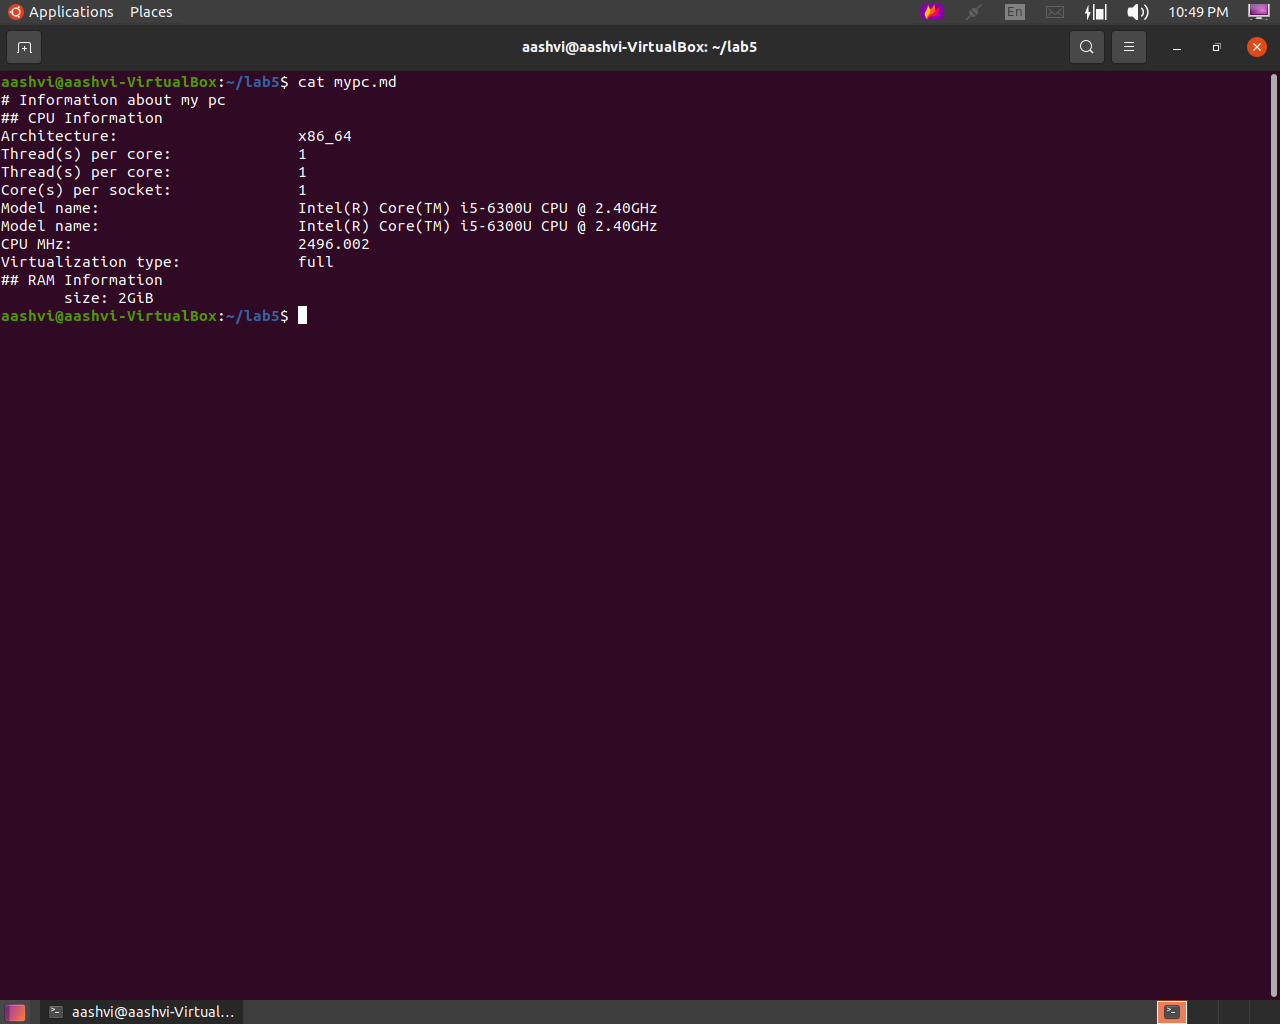 Applications Places En 10:49 PM
aashvi@aashvi-VirtualBox: ~/lab5
aashvi@aashvi-VirtualBox:~/lab5$ cat mypc.md
# Information about my pc
## CPU Information
Architecture: x86_64
Thread(s) per core: 1
Thread(s) per core: 1
Core(s) per socket: 1
Model name: Intel(R) Core(TM) i5-6300U CPU @ 2.40GHz
Model name: Intel(R) Core(TM) i5-6300U CPU @ 2.40GHz
CPU MHz: 2496.002
Virtualization type: full
## RAM Information
size: 2GiB
aashvi@aashvi-VirtualBox:~/lab5$
aashvi@aashvi-Virtual...